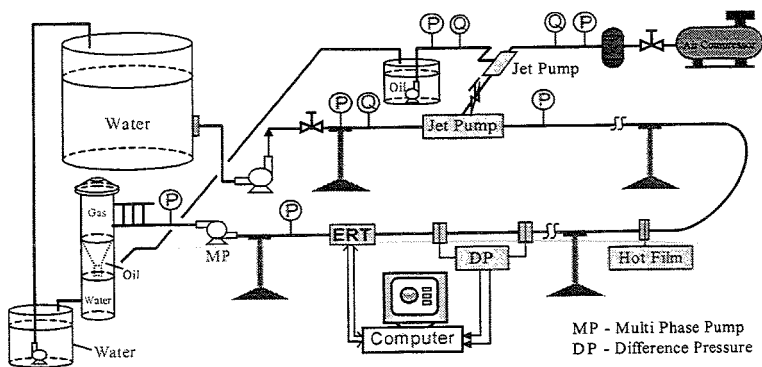 P Q Q P
Air Compressor
Oil
Jet Pump
Water
P Q
Jet Pump
P
Gas
P
P
ERT
MP
DP
Hot Film
Oil
Water
Computer
Water
MP - Multi Phase Pump
DP - Difference Pressure